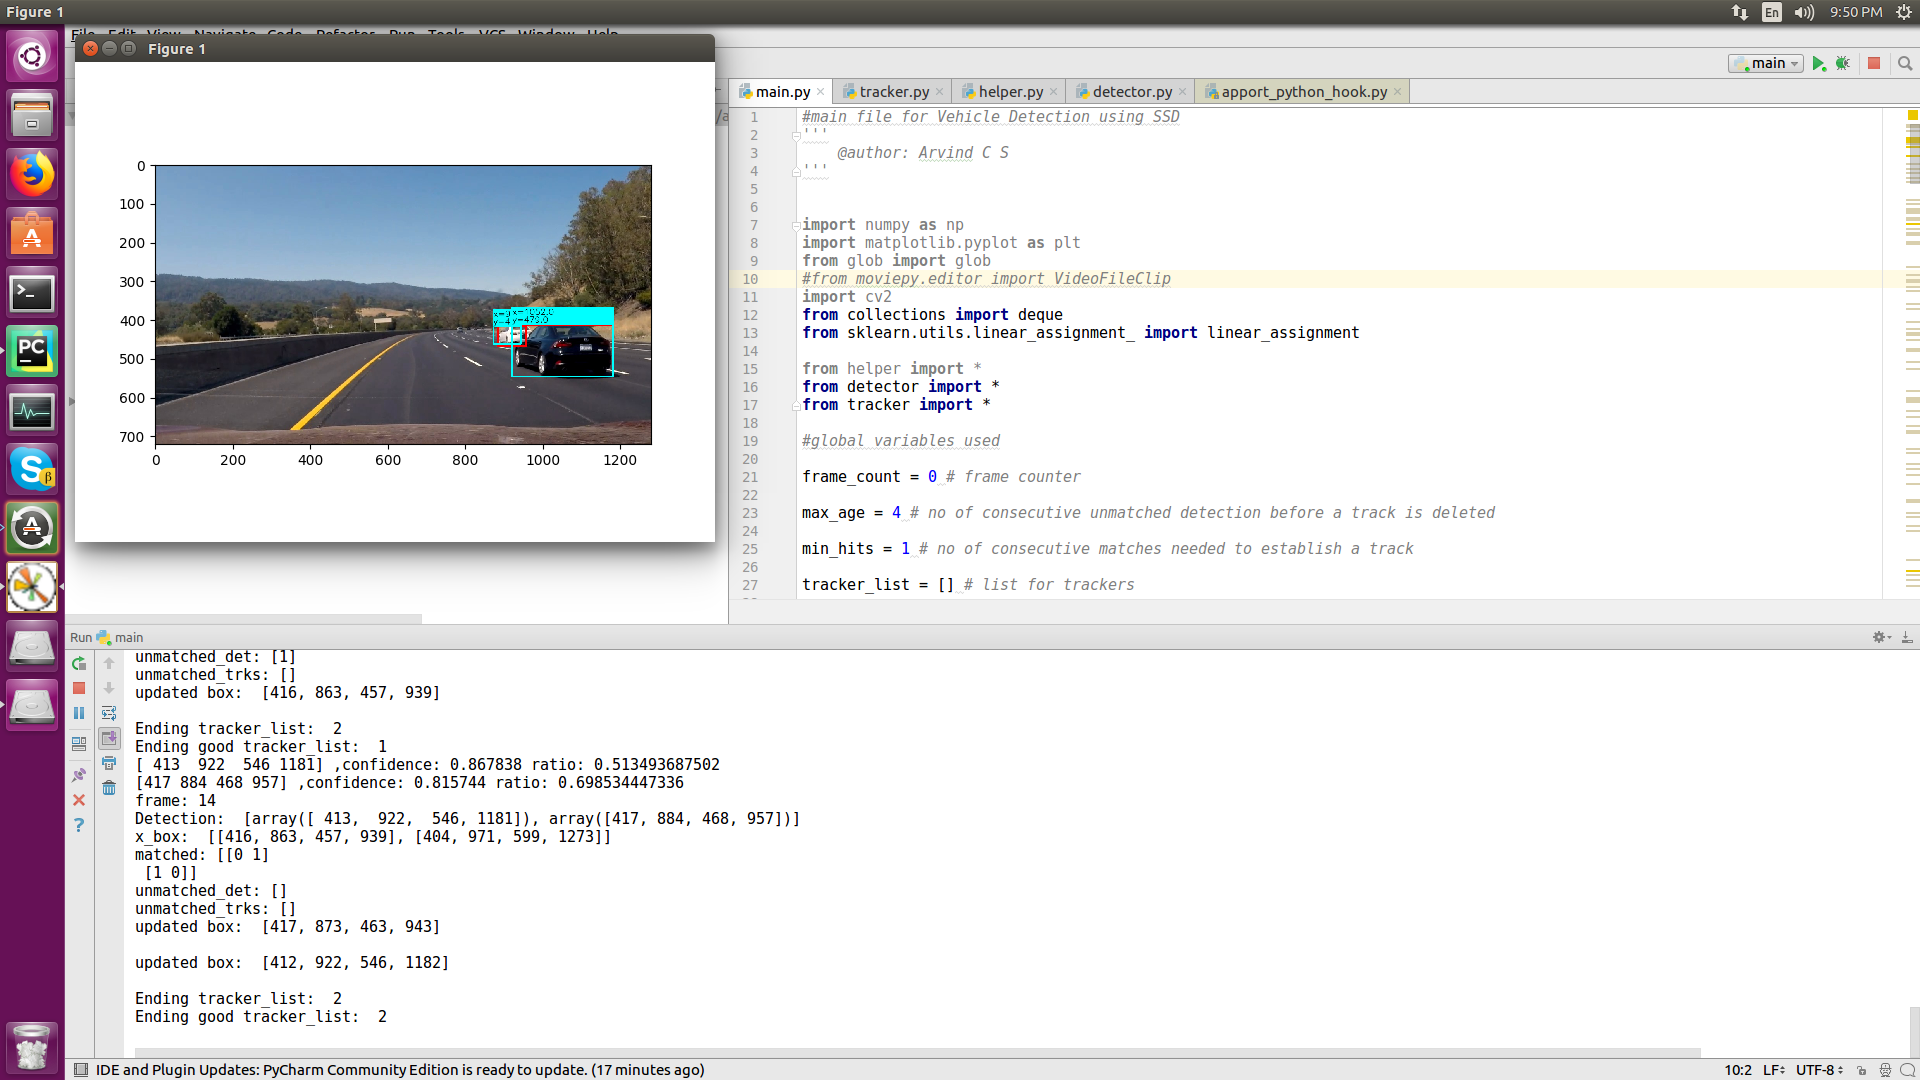 Figure 1
En
9:50 PM
File Edit View Navigate Code Refactor Run Tools VCS Window Help
Figure 1
main
main.py
tracker.py
helper.py
detector.py
apport_python_hook.py
0
100
200
300
400
500
600
700
0 200 400 600 800 1000 1200
x=1052.0
y=479.0
1 #main file for Vehicle Detection using SSD
2 '''
3 @author: Arvind C S
4 '''
5
6
7 import numpy as np
8 import matplotlib.pyplot as plt
9 from glob import glob
10 #from moviepy.editor import VideoFileClip
11 import cv2
12 from collections import deque
13 from sklearn.utils.linear_assignment_ import linear_assignment
14
15 from helper import *
16 from detector import *
17 from tracker import *
18
19 #global variables used
20
21 frame_count = 0 # frame counter
22
23 max_age = 4 # no of consecutive unmatched detection before a track is deleted
24
25 min_hits = 1 # no of consecutive matches needed to establish a track
26
27 tracker_list = [] # list for trackers
Run main
unmatched_det: [1]
unmatched_trks: []
updated box:  [416, 863, 457, 939]
Ending tracker_list:  2
Ending good tracker_list:  1
[ 413  922  546 1181] ,confidence: 0.867838 ratio: 0.513493687502
[417 884 468 957] ,confidence: 0.815744 ratio: 0.698534447336
frame: 14
Detection:  [array([ 413,  922,  546, 1181]), array([417, 884, 468, 957])]
x_box:  [[416, 863, 457, 939], [404, 971, 599, 1273]]
matched: [[0 1]
 [1 0]]
unmatched_det: []
unmatched_trks: []
updated box:  [417, 873, 463, 943]
updated box:  [412, 922, 546, 1182]
Ending tracker_list:  2
Ending good tracker_list:  2
IDE and Plugin Updates: PyCharm Community Edition is ready to update. (17 minutes ago)
10:2 LF UTF-8